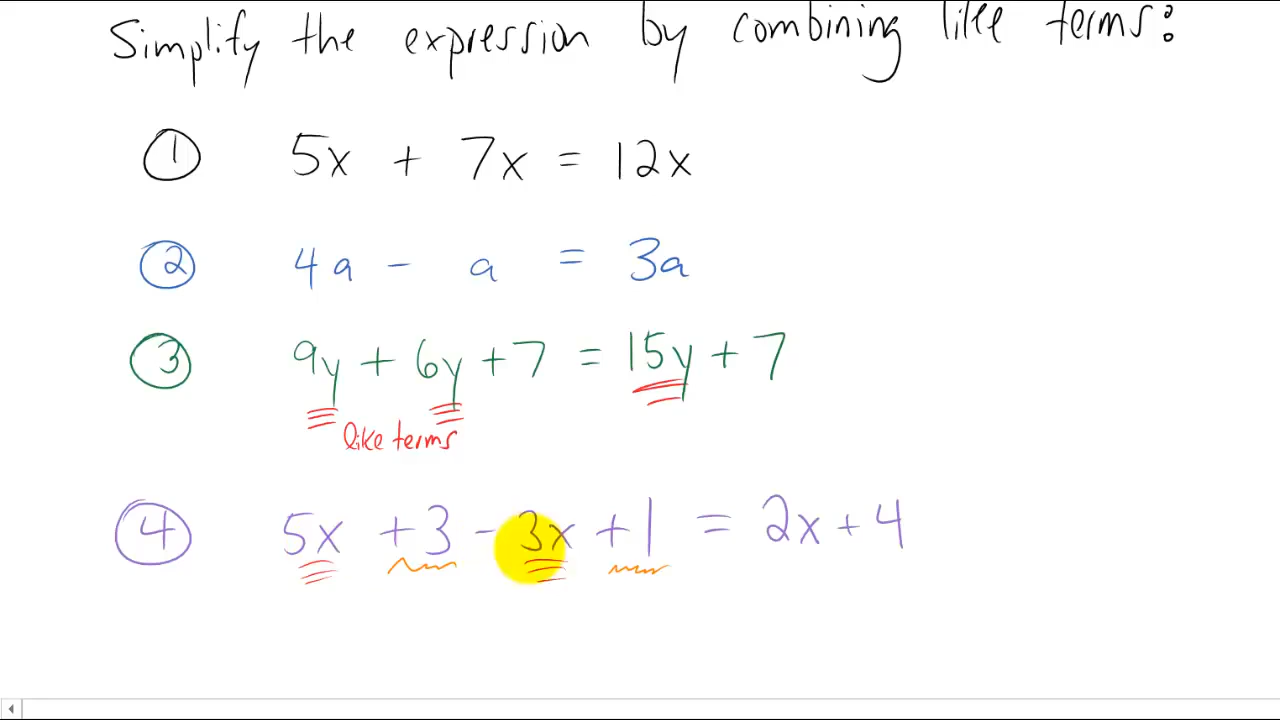 Simplify the expression by combining like terms:
① 5x + 7x = 12x
② 4a - a = 3a
③ 9y + 6y + 7 = 15y + 7
like terms
④ 5x + 3 - 3x + 1 = 2x + 4